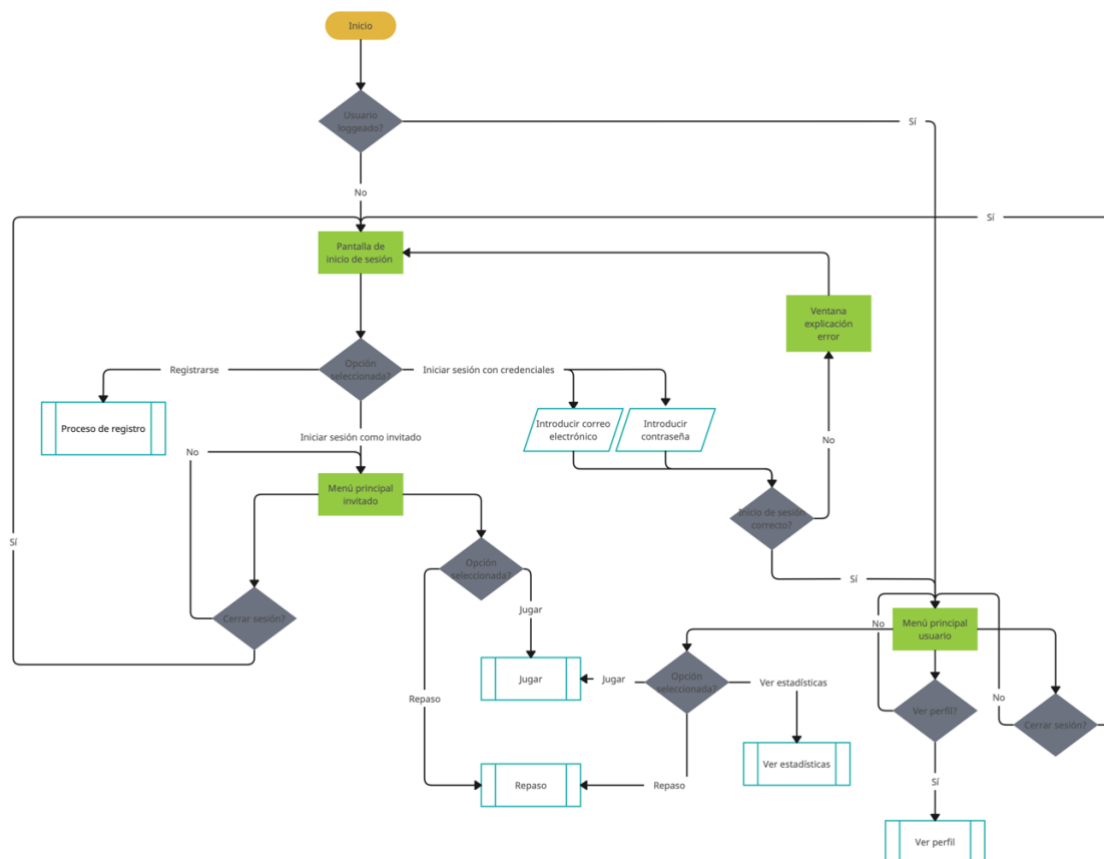 Inicio
Usuario
loggeado?
Sí
No
Sí
Pantalla de
inicio de sesión
Ventana
explicación
error
Registrarse
Opción
seleccionada?
Iniciar sesión con credenciales
Proceso de registro
Introducir correo
electrónico
Introducir
contraseña
Iniciar sesión como invitado
No
No
Menú principal
invitado
Inicio de sesión
correcto?
Sí
Opción
seleccionada?
Sí
Jugar
Cerrar sesión?
No
Menú principal
usuario
Jugar
Jugar
Opción
seleccionada?
Ver estadísticas
Repaso
No
Ver perfil?
Cerrar sesión?
Ver estadísticas
Repaso
Repaso
Sí
Ver perfil